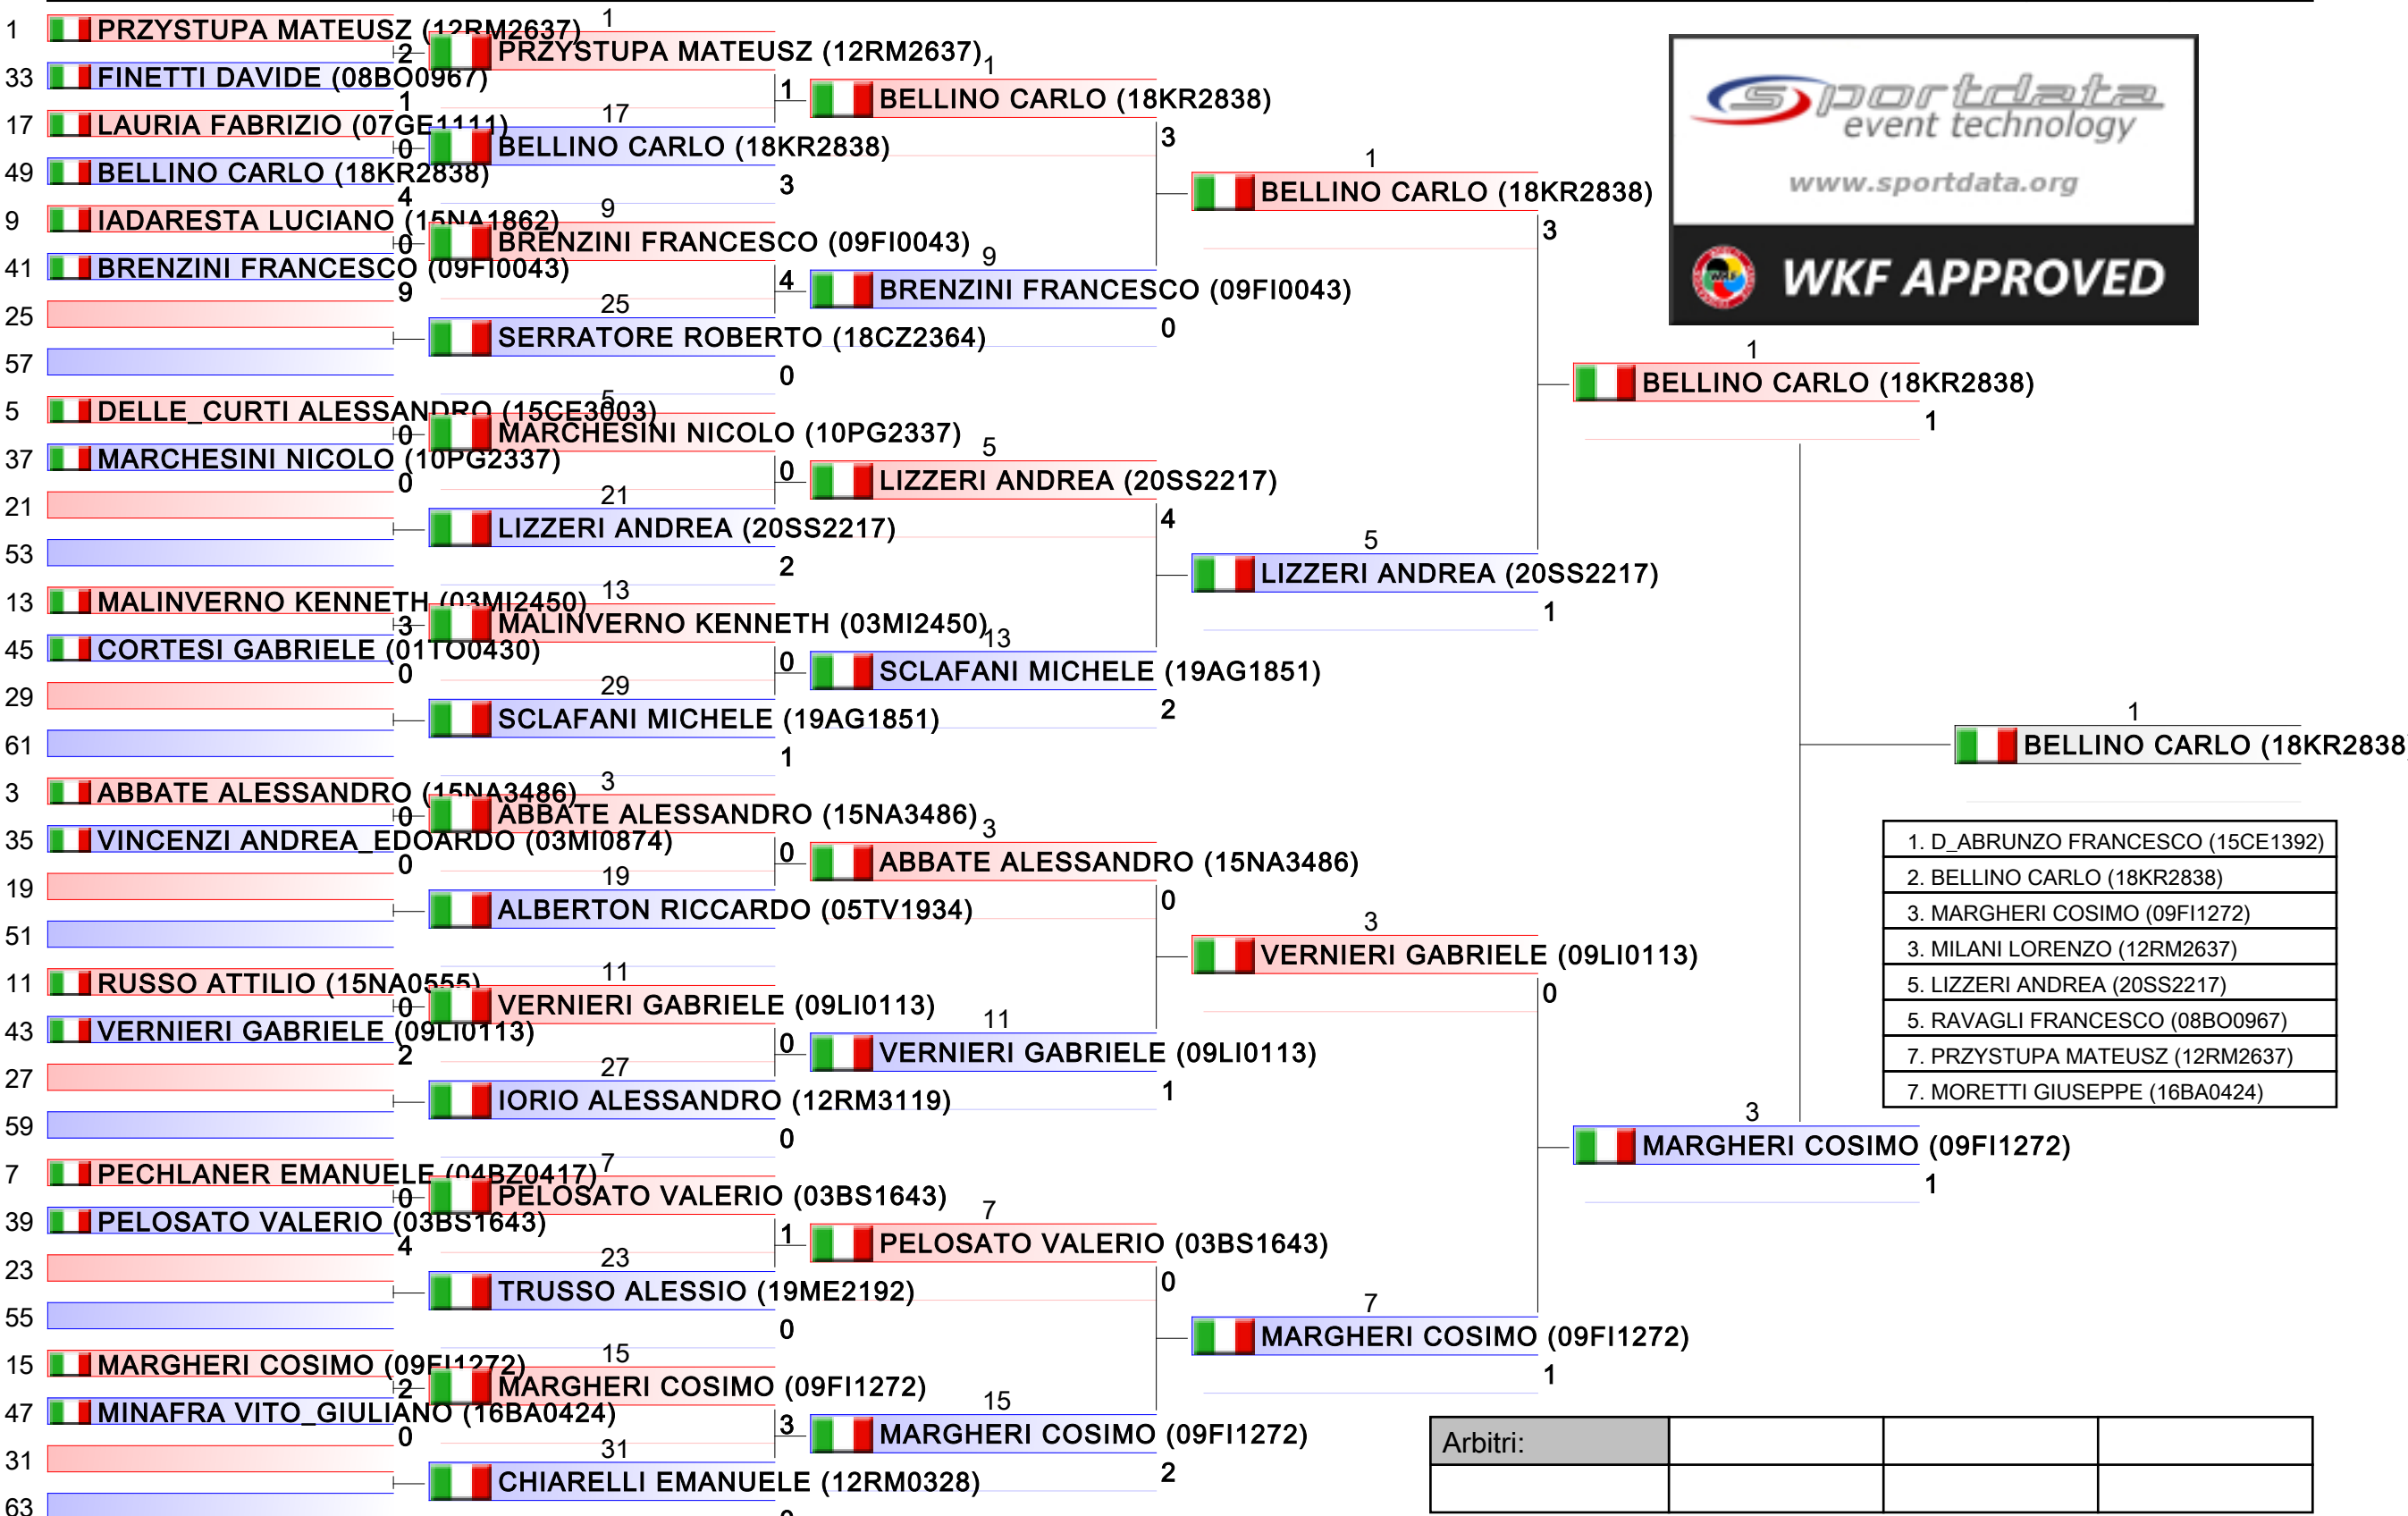 1 PRZYSTUPA MATEUSZ (12RM2637)
2
33 FINETTI DAVIDE (08BO0967)
1
17 LAURIA FABRIZIO (07GE1111)
0
49 BELLINO CARLO (18KR2838)
4
9 IADARESTA LUCIANO (15NA1862)
0
41 BRENZINI FRANCESCO (09FI0043)
9
25
57
5 DELLE_CURTI ALESSANDRO (15CE3003)
0
37 MARCHESINI NICOLO (10PG2337)
0
21
53
13 MALINVERNO KENNETH (03MI2450)
3
45 CORTESI GABRIELE (01TO0430)
0
29
61
3 ABBATE ALESSANDRO (15NA3486)
0
35 VINCENZI ANDREA_EDOARDO (03MI0874)
0
19
51
11 RUSSO ATTILIO (15NA0555)
0
43 VERNIERI GABRIELE (09LI0113)
2
27
59
7 PECHLANER EMANUELE (04BZ0417)
0
39 PELOSATO VALERIO (03BS1643)
4
23
55
15 MARGHERI COSIMO (09FI1272)
2
47 MINAFRA VITO_GIULIANO (16BA0424)
0
31
63
1
PRZYSTUPA MATEUSZ (12RM2637)
1
17
BELLINO CARLO (18KR2838)
3
9
BRENZINI FRANCESCO (09FI0043)
4
25
SERRATORE ROBERTO (18CZ2364)
0
5
MARCHESINI NICOLO (10PG2337)
0
21
LIZZERI ANDREA (20SS2217)
2
13
MALINVERNO KENNETH (03MI2450)
0
29
SCLAFANI MICHELE (19AG1851)
1
3
ABBATE ALESSANDRO (15NA3486)
0
19
ALBERTON RICCARDO (05TV1934)
11
VERNIERI GABRIELE (09LI0113)
0
27
IORIO ALESSANDRO (12RM3119)
0
7
PELOSATO VALERIO (03BS1643)
1
23
TRUSSO ALESSIO (19ME2192)
0
15
MARGHERI COSIMO (09FI1272)
3
31
CHIARELLI EMANUELE (12RM0328)
1
BELLINO CARLO (18KR2838)
3
9
BRENZINI FRANCESCO (09FI0043)
0
5
LIZZERI ANDREA (20SS2217)
4
13
SCLAFANI MICHELE (19AG1851)
2
3
ABBATE ALESSANDRO (15NA3486)
0
11
VERNIERI GABRIELE (09LI0113)
1
7
PELOSATO VALERIO (03BS1643)
0
15
MARGHERI COSIMO (09FI1272)
2
1
BELLINO CARLO (18KR2838)
3
5
LIZZERI ANDREA (20SS2217)
1
3
VERNIERI GABRIELE (09LI0113)
0
7
MARGHERI COSIMO (09FI1272)
1
1
BELLINO CARLO (18KR2838)
1
3
MARGHERI COSIMO (09FI1272)
1
1
BELLINO CARLO (18KR2838)
sportdata
event technology
www.sportdata.org
WKF APPROVED
1. D_ABRUNZO FRANCESCO (15CE1392)
2. BELLINO CARLO (18KR2838)
3. MARGHERI COSIMO (09FI1272)
3. MILANI LORENZO (12RM2637)
5. LIZZERI ANDREA (20SS2217)
5. RAVAGLI FRANCESCO (08BO0967)
7. PRZYSTUPA MATEUSZ (12RM2637)
7. MORETTI GIUSEPPE (16BA0424)
Arbitri: